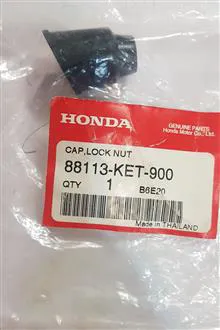 HONDA
GENUINE PARTS
Honda Motor Co., Ltd.
CAP,LOCK NUT
88113-KET-900
QTY 1 B6E20
Made in THAILAND